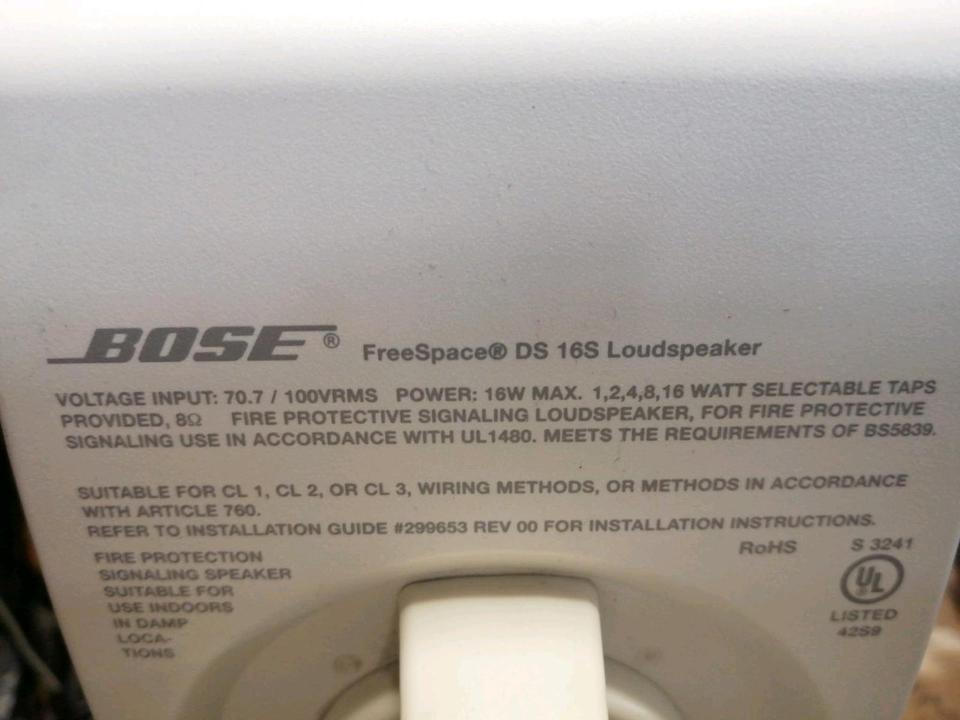 BOSE® FreeSpace® DS 16S Loudspeaker
VOLTAGE INPUT: 70.7 / 100VRMS POWER: 16W MAX. 1,2,4,8,16 WATT SELECTABLE TAPS
PROVIDED, 8Ω FIRE PROTECTIVE SIGNALING LOUDSPEAKER, FOR FIRE PROTECTIVE
SIGNALING USE IN ACCORDANCE WITH UL1480. MEETS THE REQUIREMENTS OF BS5839.
SUITABLE FOR CL 1, CL 2, OR CL 3, WIRING METHODS, OR METHODS IN ACCORDANCE
WITH ARTICLE 760.
REFER TO INSTALLATION GUIDE #299653 REV 00 FOR INSTALLATION INSTRUCTIONS.
FIRE PROTECTION
SIGNALING SPEAKER
SUITABLE FOR
USE INDOORS
IN DAMP
LOCA-
TIONS
RoHS S 3241
UL
LISTED
42S9